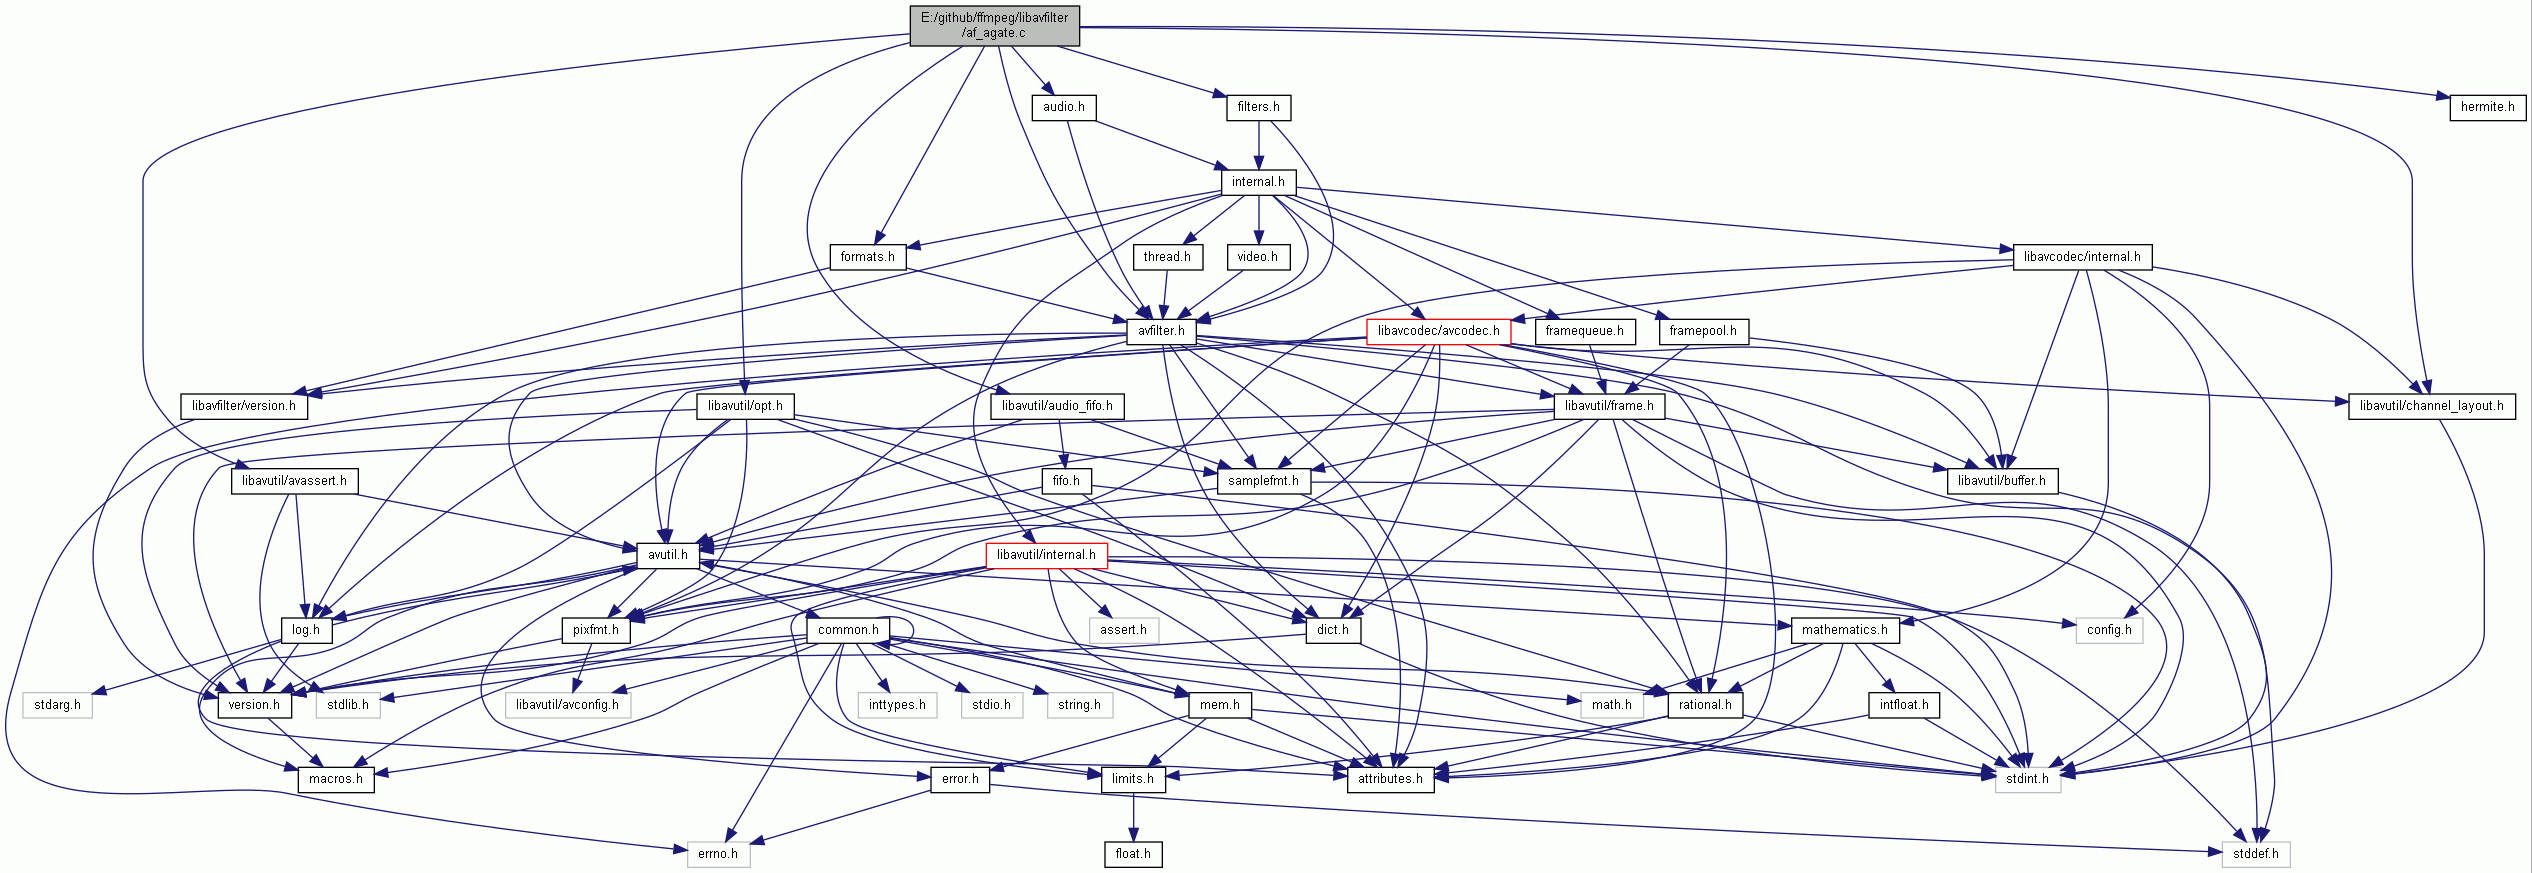 E:/github/ffmpeg/libavfilter
/af_agate.c
audio.h
filters.h
hermite.h
internal.h
formats.h
thread.h
video.h
libavcodec/internal.h
avfilter.h
libavcodec/avcodec.h
framequeue.h
framepool.h
libavfilter/version.h
libavutil/opt.h
libavutil/audio_fifo.h
libavutil/frame.h
libavutil/channel_layout.h
libavutil/avassert.h
fifo.h
samplefmt.h
libavutil/buffer.h
avutil.h
libavutil/internal.h
log.h
pixfmt.h
common.h
assert.h
dict.h
mathematics.h
config.h
stdarg.h
version.h
stdlib.h
libavutil/avconfig.h
inttypes.h
stdio.h
string.h
mem.h
math.h
rational.h
intfloat.h
macros.h
error.h
limits.h
attributes.h
stdint.h
errno.h
float.h
stddef.h